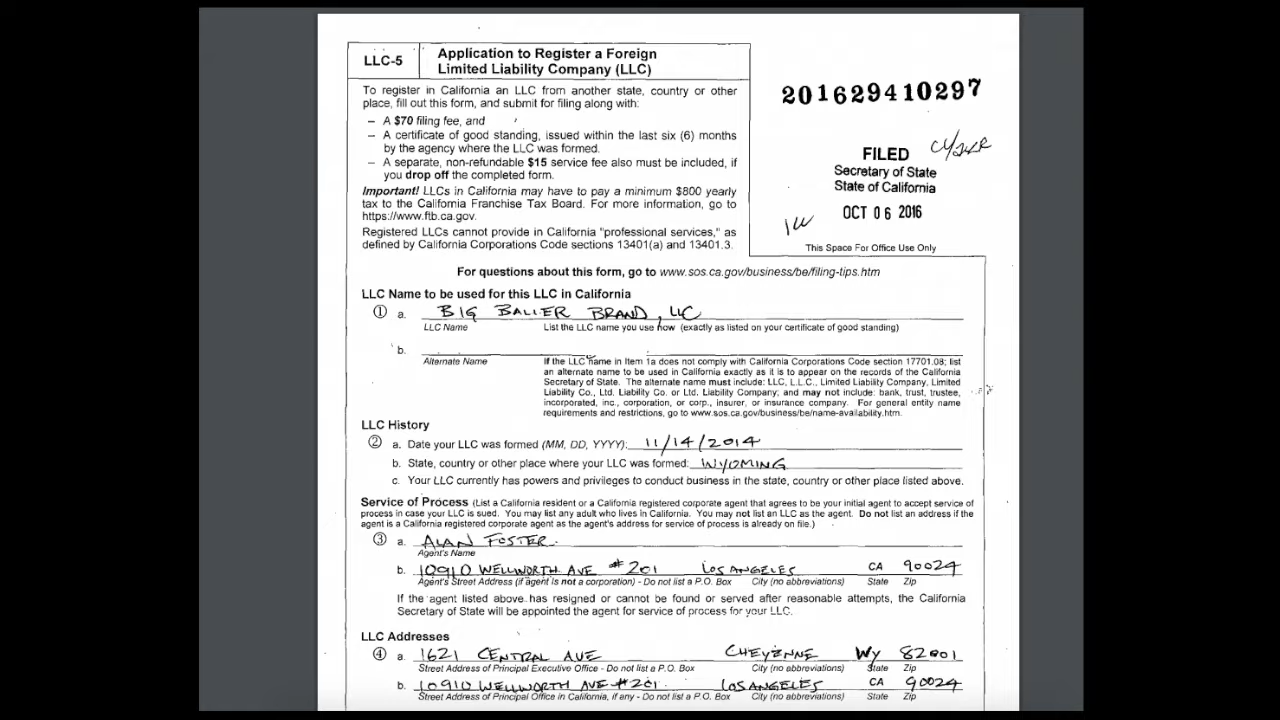 LLC-5
Application to Register a Foreign
Limited Liability Company (LLC)
To register in California an LLC from another state, country or other
place, fill out this form, and submit for filing along with:
– A $70 filing fee, and
– A certificate of good standing, issued within the last six (6) months
by the agency where the LLC was formed.
– A separate, non-refundable $15 service fee also must be included, if
you drop off the completed form.
Important! LLCs in California may have to pay a minimum $800 yearly
tax to the California Franchise Tax Board. For more information, go to
https://www.ftb.ca.gov.
Registered LLCs cannot provide in California "professional services," as
defined by California Corporations Code sections 13401(a) and 13401.3.
201629410297
FILED
Secretary of State
State of California
OCT 06 2016
This Space For Office Use Only
For questions about this form, go to www.sos.ca.gov/business/be/filing-tips.htm
LLC Name to be used for this LLC in California
① a. BIG BALLER BRAND, LLC
LLC Name List the LLC name you use now (exactly as listed on your certificate of good standing)
b.
Alternate Name If the LLC name in Item 1a does not comply with California Corporations Code section 17701.08; list
an alternate name to be used in California exactly as it is to appear on the records of the California
Secretary of State. The alternate name must include: LLC, L.L.C., Limited Liability Company, Limited
Liability Co., Ltd. Liability Co. or Ltd. Liability Company; and may not include: bank, trust, trustee,
incorporated, inc., corporation, or corp., insurer, or insurance company. For general entity name
requirements and restrictions, go to www.sos.ca.gov/business/be/name-availability.htm.
LLC History
② a. Date your LLC was formed (MM, DD, YYYY): 11/14/2014
b. State, country or other place where your LLC was formed: WYOMING
c. Your LLC currently has powers and privileges to conduct business in the state, country or other place listed above.
Service of Process (List a California resident or a California registered corporate agent that agrees to be your initial agent to accept service of
process in case your LLC is sued. You may list any adult who lives in California. You may not list an LLC as the agent. Do not list an address if the
agent is a California registered corporate agent as the agent's address for service of process is already on file.)
③ a. ALAN FOSTER
Agent's Name
b. 10910 WELLWORTH AVE #201 LOS ANGELES CA 90024
Agent's Street Address (if agent is not a corporation) - Do not list a P.O. Box City (no abbreviations) State Zip
If the agent listed above has resigned or cannot be found or served after reasonable attempts, the California
Secretary of State will be appointed the agent for service of process for your LLC.
LLC Addresses
④ a. 1621 CENTRAL AVE CHEYENNE WY 82001
Street Address of Principal Executive Office - Do not list a P.O. Box City (no abbreviations) State Zip
b. 10910 WELLWORTH AVE #201 LOS ANGELES CA 90024
Street Address of Principal Office in California, if any - Do not list a P.O. Box City (no abbreviations) State Zip